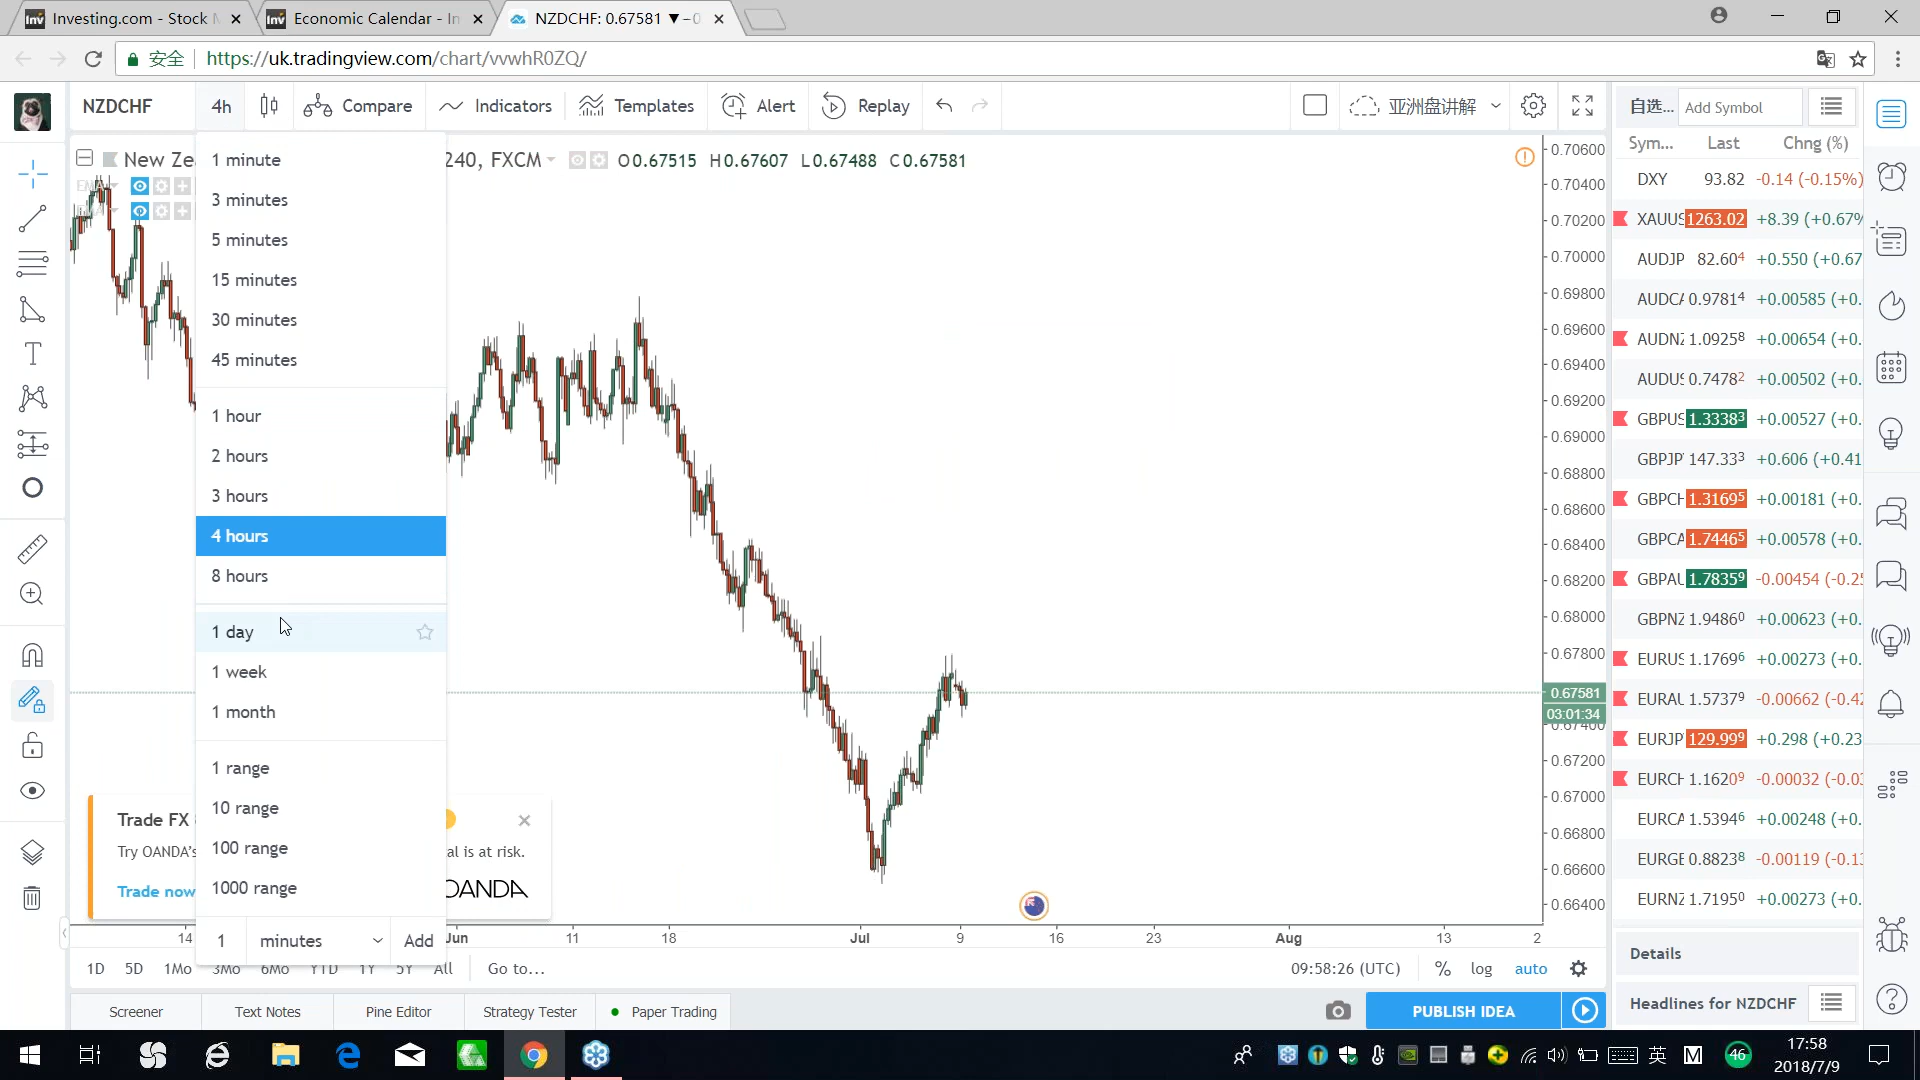 Investing.com - Stock M
Economic Calendar - In
NZDCHF: 0.67581 ▼ −0
安全
https://uk.tradingview.com/chart/vvwhR0ZQ/
NZDCHF
4h
Compare
Indicators
Templates
Alert
Replay
亚洲盘讲解
自选...
Add Symbol
New Ze
240, FXCM
O0.67515 H0.67607 L0.67488 C0.67581
1 minute
3 minutes
5 minutes
15 minutes
30 minutes
45 minutes
1 hour
2 hours
3 hours
4 hours
8 hours
1 day
1 week
1 month
1 range
10 range
100 range
1000 range
1 minutes Add
Trade FX
Try OANDA's
al is at risk.
Trade now
OANDA
0.70600
0.70400
0.70200
0.70000
0.69800
0.69600
0.69400
0.69200
0.69000
0.68800
0.68600
0.68400
0.68200
0.68000
0.67800
0.67581
03:01:34
0.67400
0.67200
0.67000
0.66800
0.66600
0.66400
14 Jun 11 18 Jul 9 16 23 Aug 13 2
1D 5D 1Mo 3Mo 6Mo YTD 1Y 5Y All Go to...
09:58:26 (UTC) % log auto
Screener Text Notes Pine Editor Strategy Tester Paper Trading
PUBLISH IDEA
Sym... Last Chng (%)
DXY 93.82 -0.14 (-0.15%)
XAUUS 1263.02 +8.39 (+0.67%
AUDJP 82.604 +0.550 (+0.67
AUDCA 0.97814 +0.00585 (+0.
AUDNZ 1.09258 +0.00654 (+0.
AUDUS 0.74782 +0.00502 (+0.
GBPUS 1.33383 +0.00527 (+0.
GBPJP 147.333 +0.606 (+0.41
GBPCH 1.31695 +0.00181 (+0.
GBPCA 1.74465 +0.00578 (+0.
GBPAU 1.78359 -0.00454 (-0.25
GBPNZ 1.94860 +0.00623 (+0.
EURUS 1.17696 +0.00273 (+0.
EURAU 1.57379 -0.00662 (-0.42
EURJP 129.999 +0.298 (+0.23
EURCH 1.16209 -0.00032 (-0.03
EURCA 1.53946 +0.00248 (+0.
EURGB 0.88238 -0.00119 (-0.13
EURNZ 1.71950 +0.00273 (+0.
Details
Headlines for NZDCHF
英
M
46
17:58
2018/7/9